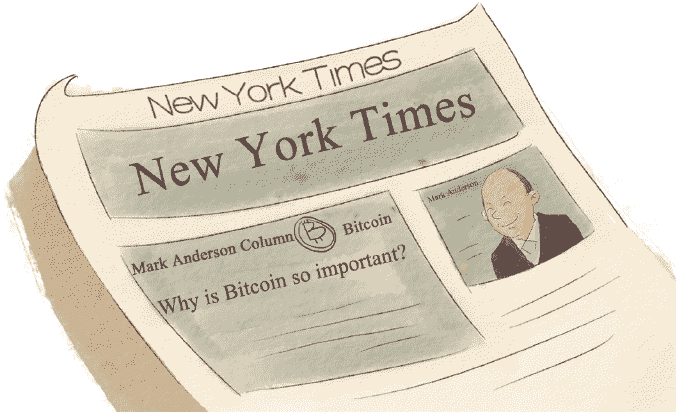 New York Times
New York Times
Mark Anderson Column Bitcoin
Why is Bitcoin so important?
Mark Anderson